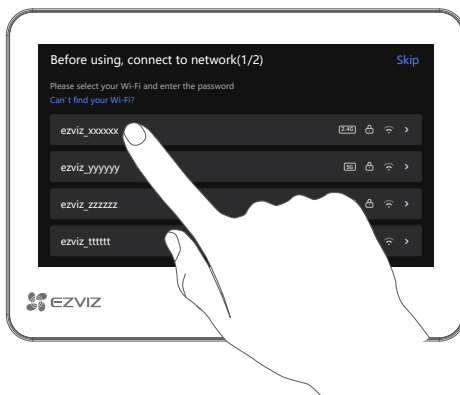 Before using, connect to network(1/2)
Skip
Please select your Wi-Fi and enter the password
Can't find your Wi-Fi?
ezviz_xxxxxx
2.4G
ezviz_yyyyyy
5G
ezviz_zzzzzz
ezviz_tttttt
EZVIZ